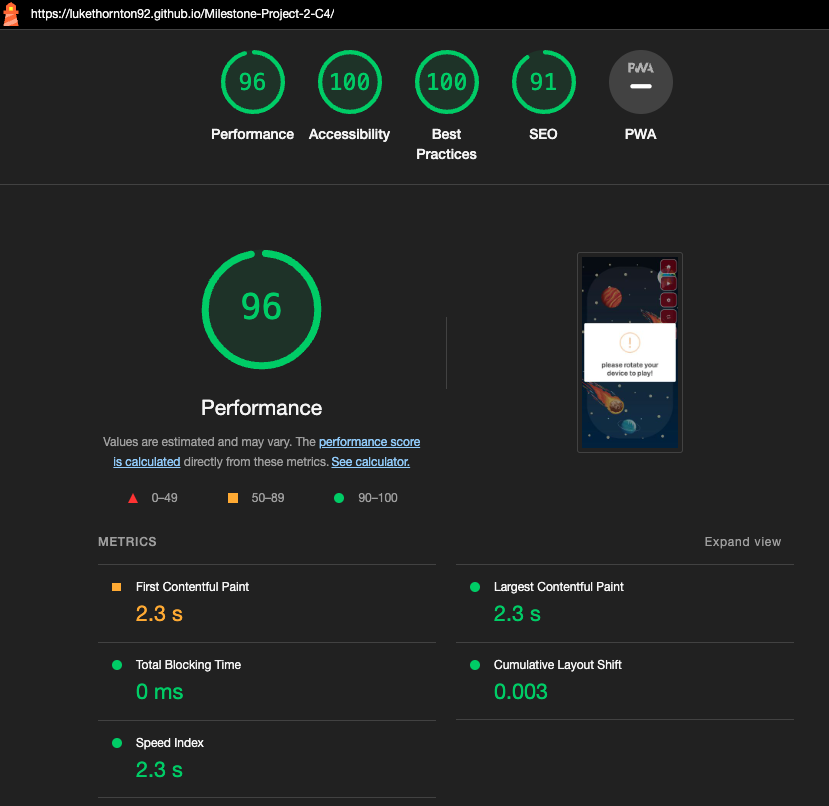 https://lukethornton92.github.io/Milestone-Project-2-C4/
96
100
100
91
PWA
Performance
Accessibility
Best
Practices
SEO
PWA
96
Performance
Values are estimated and may vary. The performance score
is calculated directly from these metrics. See calculator.
0–49
50–89
90–100
!
please rotate your
device to play!
METRICS
Expand view
First Contentful Paint
2.3 s
Largest Contentful Paint
2.3 s
Total Blocking Time
0 ms
Cumulative Layout Shift
0.003
Speed Index
2.3 s